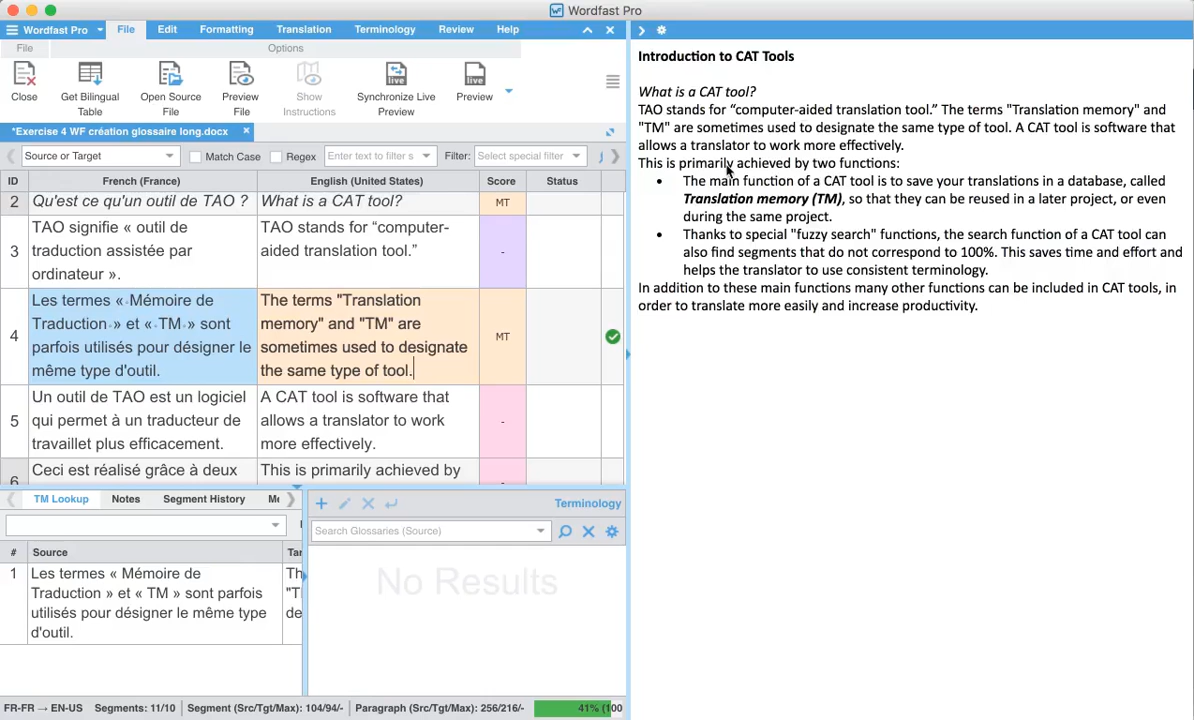 Wordfast Pro
Wordfast Pro File Edit Formatting Translation Terminology Review Help
File Options
Close Get Bilingual Table Open Source File Preview File Show Instructions Synchronize Live Preview Preview
live live
*Exercise 4 WF création glossaire long.docx
Source or Target Match Case Regex Enter text to filter s Filter: Select special filter
ID French (France) English (United States) Score Status
2 Qu'est ce qu'un outil de TAO ? What is a CAT tool? MT
TAO signifie « outil de TAO stands for “computer-
3 traduction assistée par aided translation tool.” -
ordinateur ».
Les termes « Mémoire de The terms "Translation
Traduction » et « TM » sont memory" and "TM" are
4 parfois utilisés pour désigner le sometimes used to designate MT
même type d'outil. the same type of tool.
Un outil de TAO est un logiciel A CAT tool is software that
5 qui permet à un traducteur de allows a translator to work -
travaillet plus efficacement. more effectively.
6 Ceci est réalisé grâce à deux This is primarily achieved by -
TM Lookup Notes Segment History
# Source
1 Les termes « Mémoire de
Traduction » et « TM » sont parfois
utilisés pour désigner le même type
d'outil.
Terminology
Search Glossaries (Source)
No Results
FR-FR → EN-US Segments: 11/10 Segment (Src/Tgt/Max): 104/94/- Paragraph (Src/Tgt/Max): 256/216/- 41% (100
Introduction to CAT Tools
What is a CAT tool?
TAO stands for “computer-aided translation tool.” The terms "Translation memory" and
"TM" are sometimes used to designate the same type of tool. A CAT tool is software that
allows a translator to work more effectively.
This is primarily achieved by two functions:
• The main function of a CAT tool is to save your translations in a database, called
Translation memory (TM), so that they can be reused in a later project, or even
during the same project.
• Thanks to special "fuzzy search" functions, the search function of a CAT tool can
also find segments that do not correspond to 100%. This saves time and effort and
helps the translator to use consistent terminology.
In addition to these main functions many other functions can be included in CAT tools, in
order to translate more easily and increase productivity.